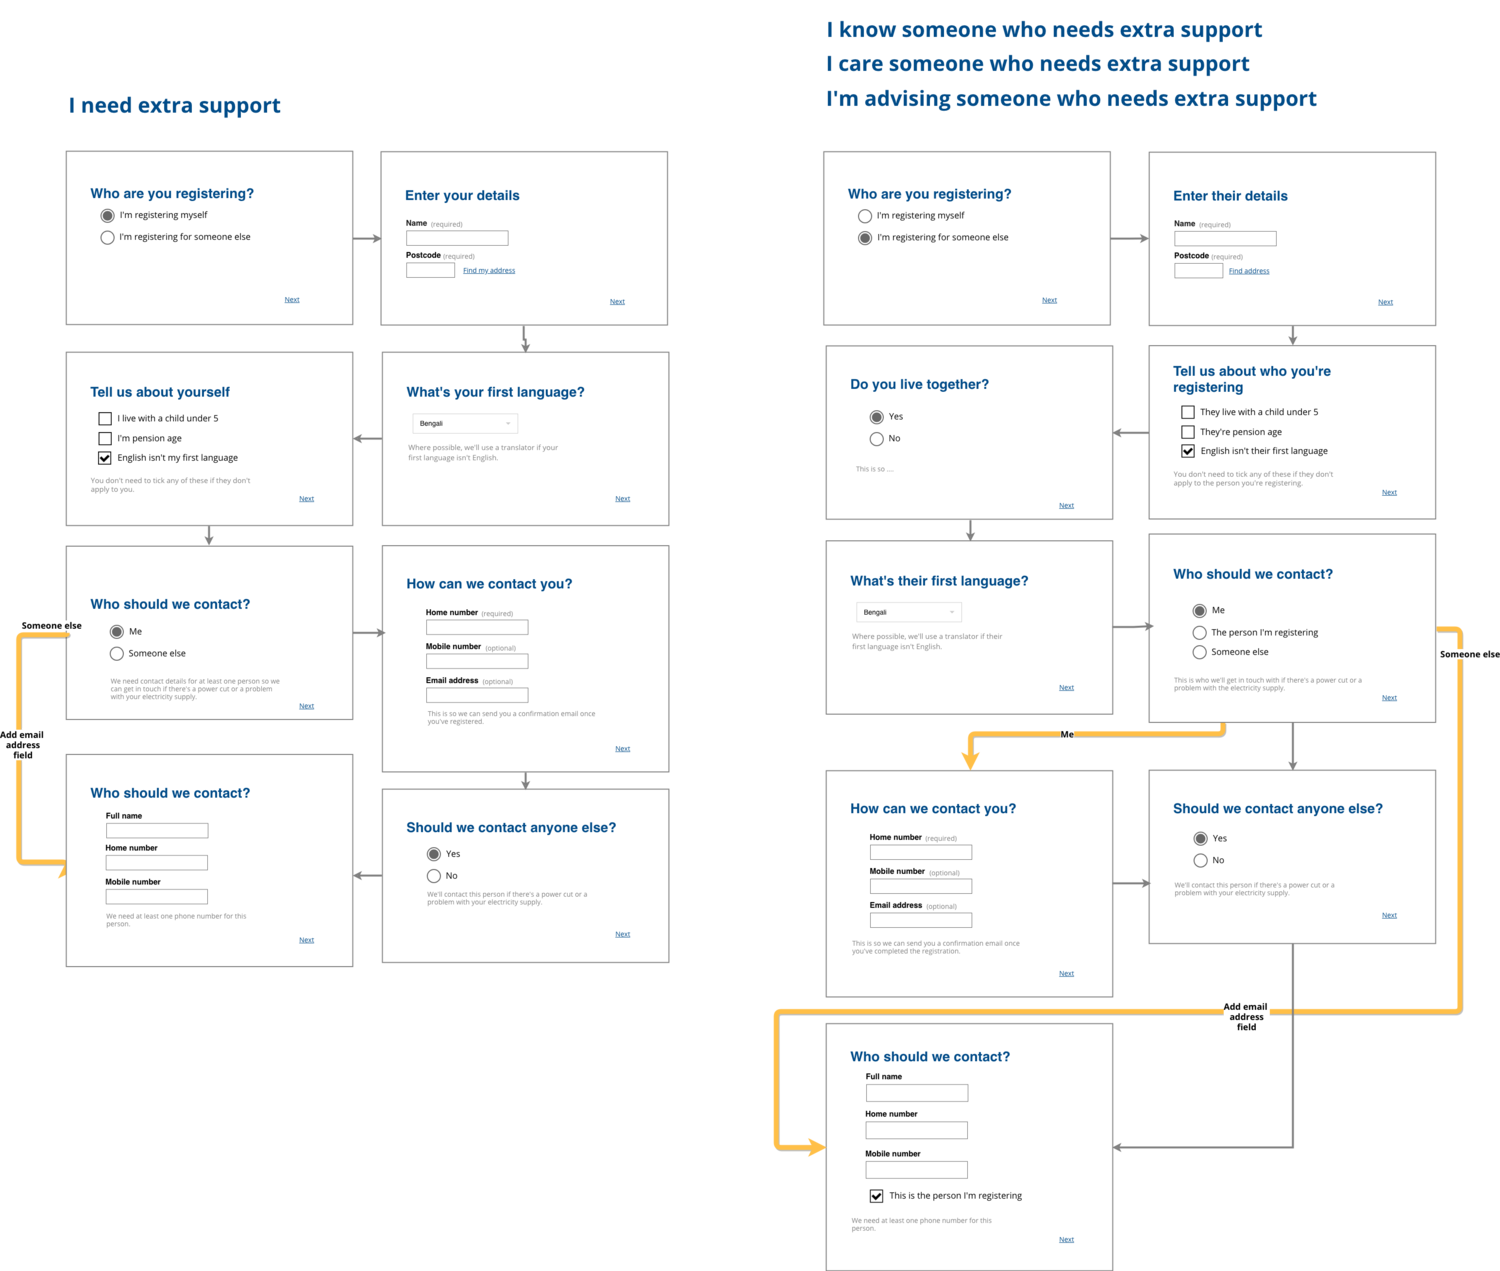 I need extra support
Who are you registering?
I'm registering myself
I'm registering for someone else
Next
Enter your details
Name (required)
Postcode (required)
Find my address
Next
Tell us about yourself
I live with a child under 5
I'm pension age
English isn't my first language
You don't need to tick any of these if they don't
apply to you.
Next
What's your first language?
Bengali
Where possible, we'll use a translator if your
first language isn't English.
Next
Who should we contact?
Someone else
Me
Someone else
We need contact details for at least one person so we
can get in touch if there's a power cut or a problem
with your electricity supply.
Next
How can we contact you?
Home number (required)
Mobile number (optional)
Email address (optional)
This is so we can send you a confirmation email once
you've registered.
Next
Add email
address
field
Who should we contact?
Full name
Home number
Mobile number
We need at least one phone number for this
person.
Next
Should we contact anyone else?
Yes
No
We'll contact this person if there's a power cut or a
problem with your electricity supply.
Next
I know someone who needs extra support
I care someone who needs extra support
I'm advising someone who needs extra support
Who are you registering?
I'm registering myself
I'm registering for someone else
Next
Enter their details
Name (required)
Postcode (required)
Find address
Next
Do you live together?
Yes
No
This is so ....
Next
Tell us about who you're
registering
They live with a child under 5
They're pension age
English isn't their first language
You don't need to tick any of these if they don't
apply to the person you're registering.
Next
What's their first language?
Bengali
Where possible, we'll use a translator if their
first language isn't English.
Next
Who should we contact?
Me
The person I'm registering
Someone else
This is who we'll get in touch with if there's a power cut or a
problem with the electricity supply.
Next
Someone else
Me
How can we contact you?
Home number (required)
Mobile number (optional)
Email address (optional)
This is so we can send you a confirmation email once
you've completed the registration.
Next
Should we contact anyone else?
Yes
No
We'll contact this person if there's a power cut or a
problem with your electricity supply.
Next
Add email
address
field
Who should we contact?
Full name
Home number
Mobile number
This is the person I'm registering
We need at least one phone number for this
person.
Next